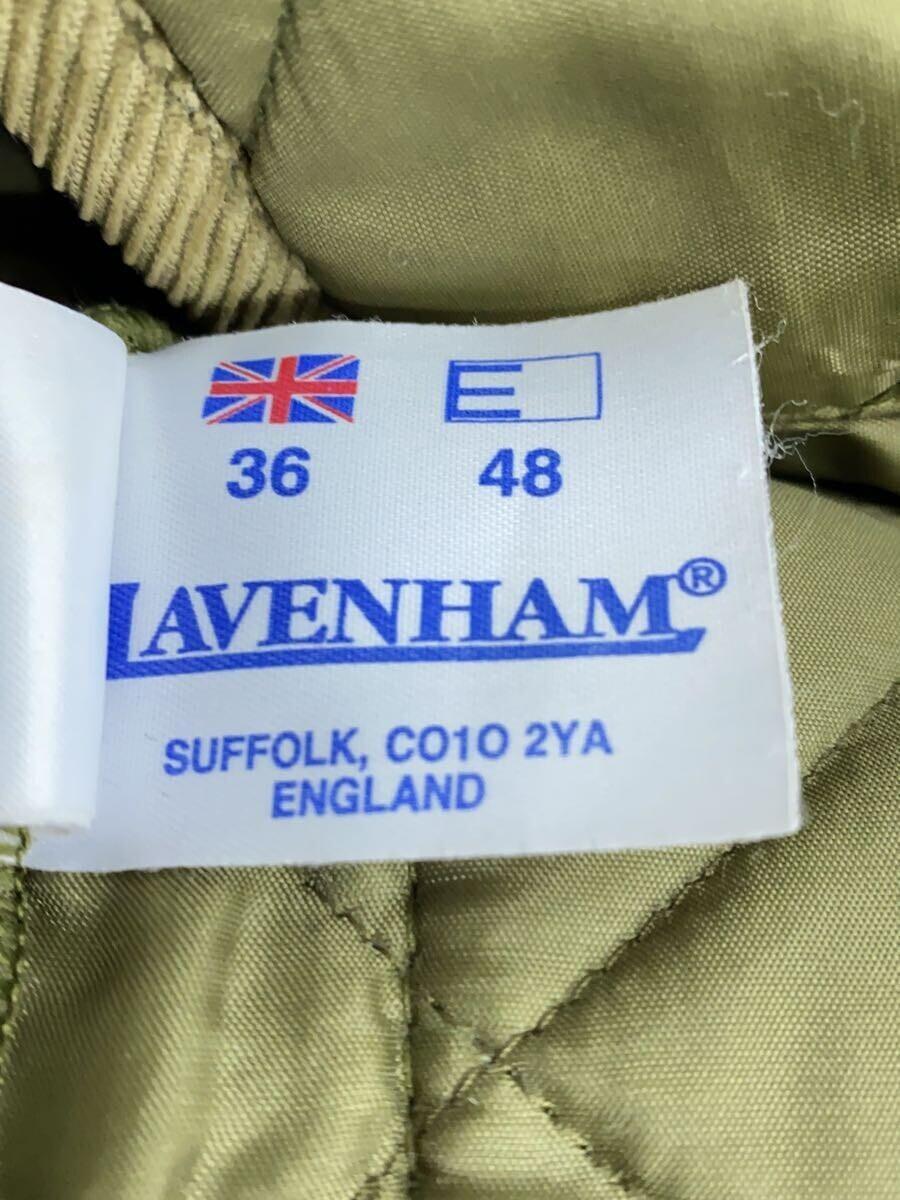 E
36 48
LAVENHAM®
SUFFOLK, CO1O 2YA
ENGLAND